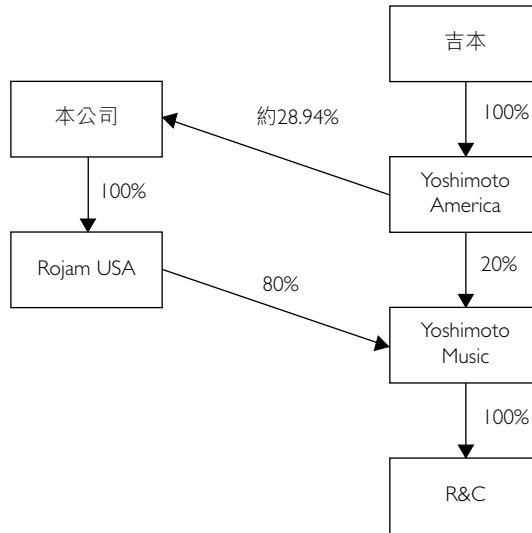 吉本
本公司
約28.94%
100%
100%
Yoshimoto
America
Rojam USA
80%
20%
Yoshimoto
Music
100%
R&C